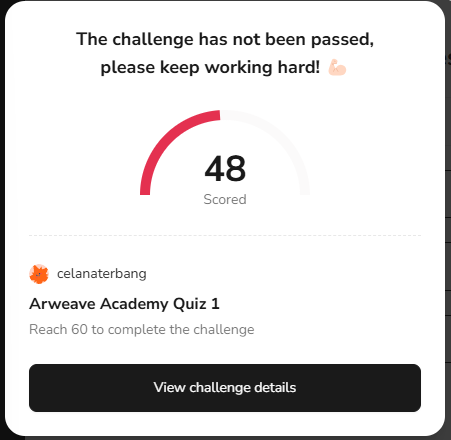 The challenge has not been passed,
please keep working hard! 💪🏻
48
Scored
celanaterbang
Arweave Academy Quiz 1
Reach 60 to complete the challenge
View challenge details